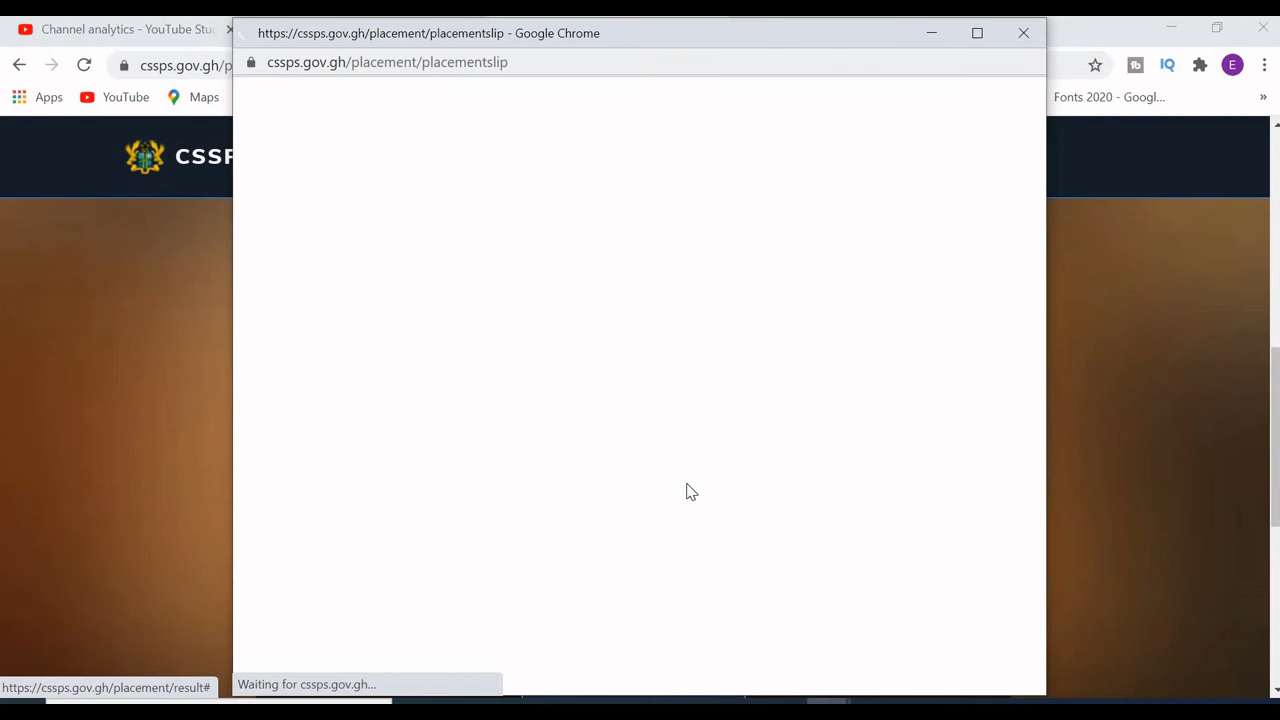 Channel analytics - YouTube Stu
https://cssps.gov.gh/placement/placementslip - Google Chrome
cssps.gov.gh/p
cssps.gov.gh/placement/placementslip
tb
IQ
E
Apps
YouTube
Maps
Fonts 2020 - Googl...
»
CSSP
Waiting for cssps.gov.gh...
https://cssps.gov.gh/placement/result#